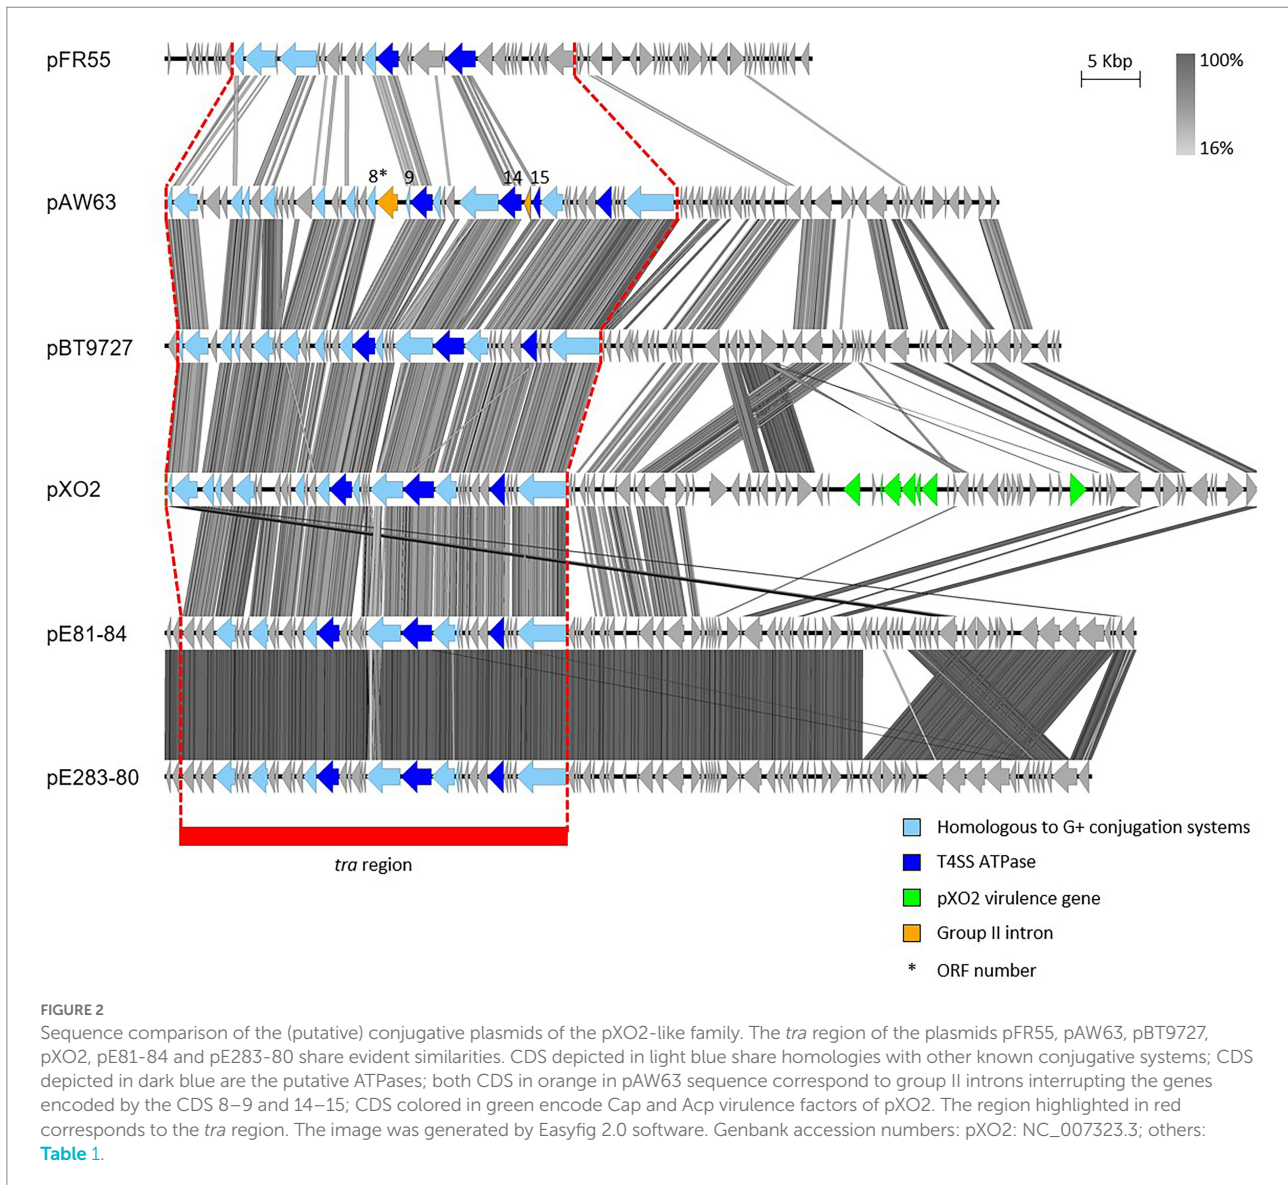 pFR55
5 Kbp
100%
16%
8*
9
14
15
pAW63
pBT9727
pXO2
pE81-84
pE283-80
tra region
Homologous to G+ conjugation systems
T4SS ATPase
pXO2 virulence gene
Group II intron
* ORF number
FIGURE 2
Sequence comparison of the (putative) conjugative plasmids of the pXO2-like family. The tra region of the plasmids pFR55, pAW63, pBT9727,
pXO2, pE81-84 and pE283-80 share evident similarities. CDS depicted in light blue share homologies with other known conjugative systems; CDS
depicted in dark blue are the putative ATPases; both CDS in orange in pAW63 sequence correspond to group II introns interrupting the genes
encoded by the CDS 8–9 and 14–15; CDS colored in green encode Cap and Acp virulence factors of pXO2. The region highlighted in red
corresponds to the tra region. The image was generated by Easyfig 2.0 software. Genbank accession numbers: pXO2: NC_007323.3; others:
Table 1.